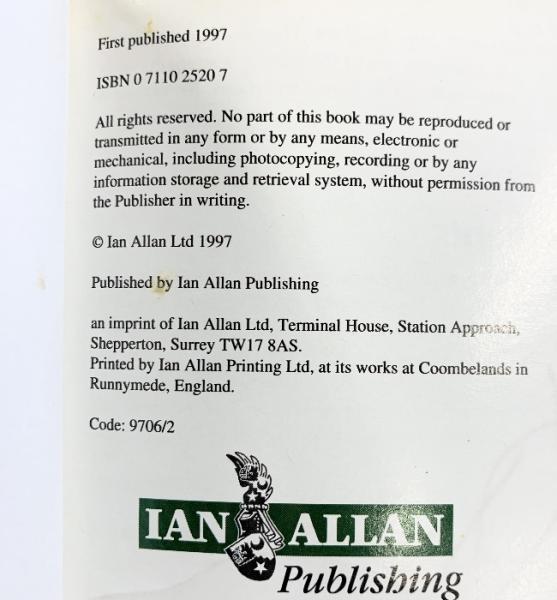 First published 1997
ISBN 0 7110 2520 7
All rights reserved. No part of this book may be reproduced or
transmitted in any form or by any means, electronic or
mechanical, including photocopying, recording or by any
information storage and retrieval system, without permission from
the Publisher in writing.
© Ian Allan Ltd 1997
Published by Ian Allan Publishing
an imprint of Ian Allan Ltd, Terminal House, Station Approach,
Shepperton, Surrey TW17 8AS.
Printed by Ian Allan Printing Ltd, at its works at Coombelands in
Runnymede, England.
Code: 9706/2
IAN ALLAN
Publishing